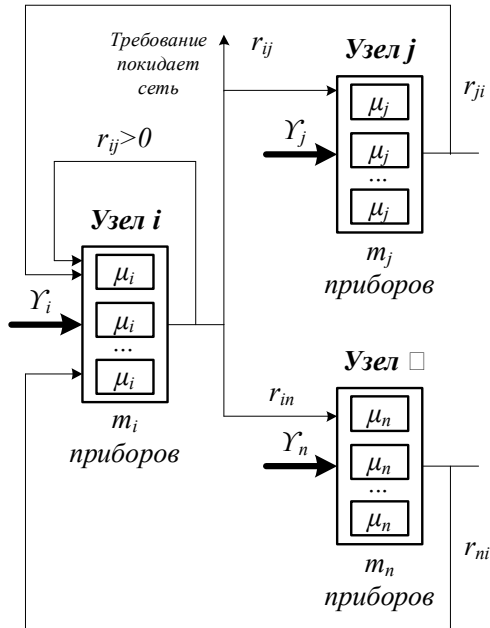 Требование
покидает
сеть
r_ij
Узел j
r_ji
μ_j
ϒ_j
μ_j
...
μ_j
m_j
приборов
r_ij>0
Узел i
μ_i
ϒ_i
μ_i
...
μ_i
m_i
приборов
Узел □
r_in
μ_n
ϒ_n
μ_n
...
μ_n
r_ni
m_n
приборов